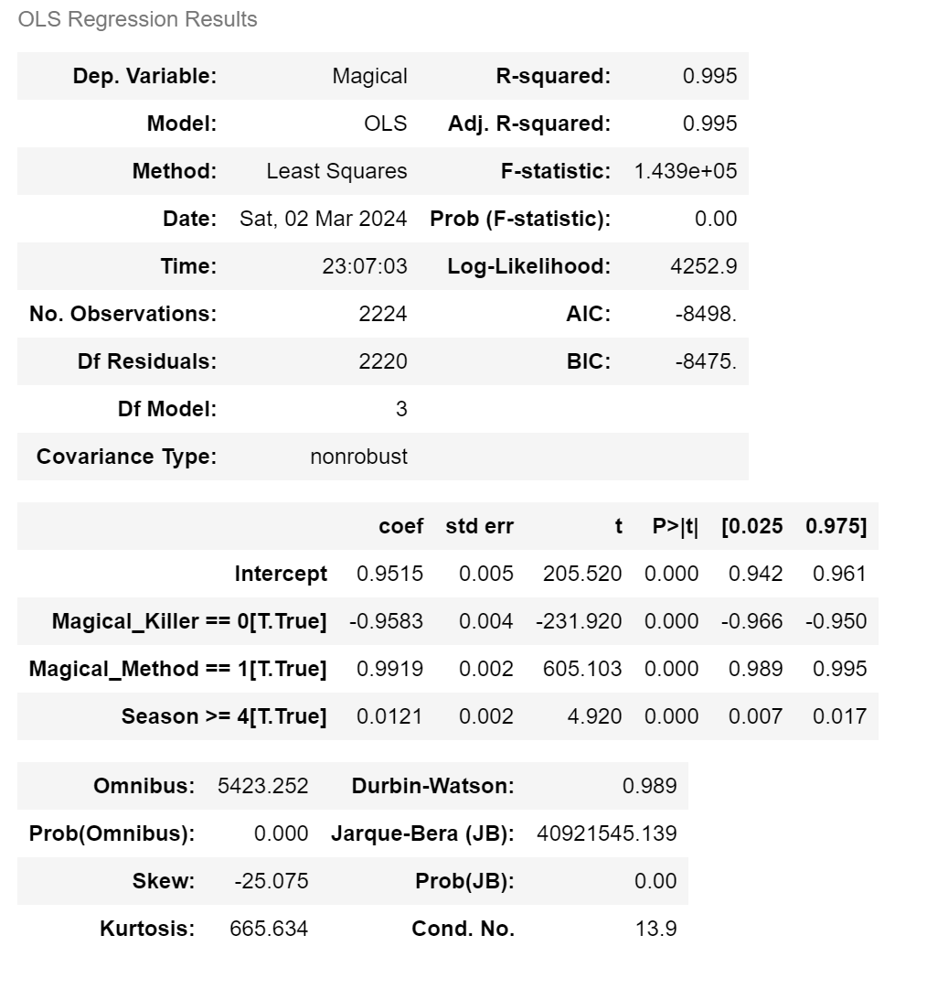 OLS Regression Results
Dep. Variable: Magical R-squared: 0.995
Model: OLS Adj. R-squared: 0.995
Method: Least Squares F-statistic: 1.439e+05
Date: Sat, 02 Mar 2024 Prob (F-statistic): 0.00
Time: 23:07:03 Log-Likelihood: 4252.9
No. Observations: 2224 AIC: -8498.
Df Residuals: 2220 BIC: -8475.
Df Model: 3
Covariance Type: nonrobust
coef std err t P>|t| [0.025 0.975]
Intercept 0.9515 0.005 205.520 0.000 0.942 0.961
Magical_Killer == 0[T.True] -0.9583 0.004 -231.920 0.000 -0.966 -0.950
Magical_Method == 1[T.True] 0.9919 0.002 605.103 0.000 0.989 0.995
Season >= 4[T.True] 0.0121 0.002 4.920 0.000 0.007 0.017
Omnibus: 5423.252 Durbin-Watson: 0.989
Prob(Omnibus): 0.000 Jarque-Bera (JB): 40921545.139
Skew: -25.075 Prob(JB): 0.00
Kurtosis: 665.634 Cond. No. 13.9